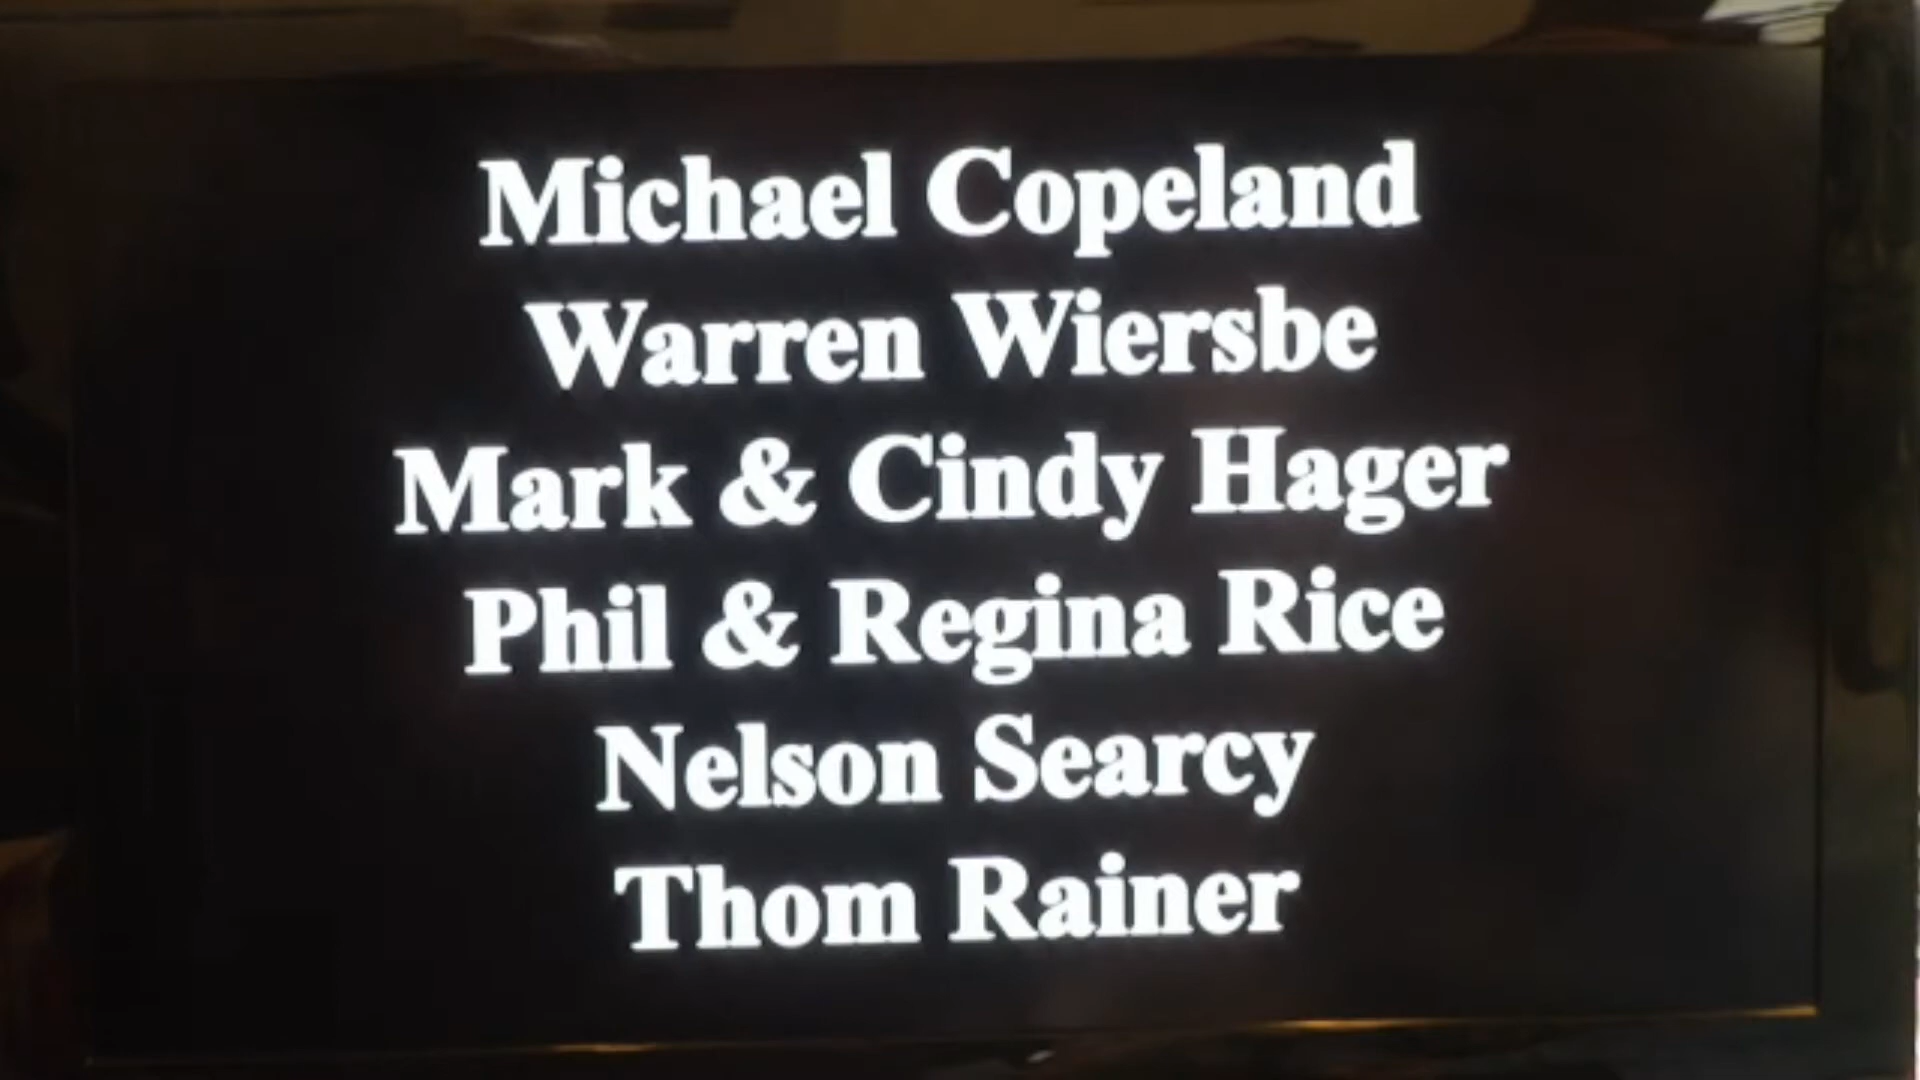 Michael Copeland
Warren Wiersbe
Mark & Cindy Hager
Phil & Regina Rice
Nelson Searcy
Thom Rainer